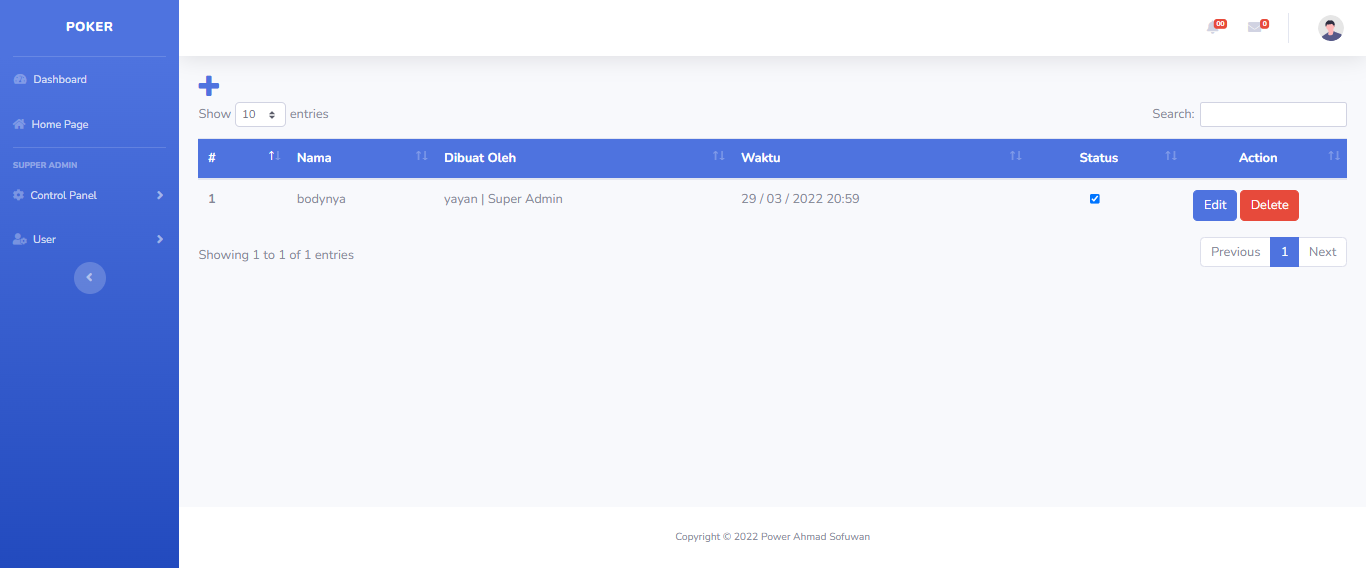 POKER
00
0
Dashboard
Home Page
SUPPER ADMIN
Control Panel
User
Show 10 entries
Search:
# Nama Dibuat Oleh Waktu Status Action
1 bodynya yayan | Super Admin 29 / 03 / 2022 20:59 Edit Delete
Showing 1 to 1 of 1 entries
Previous 1 Next
Copyright © 2022 Power Ahmad Sofuwan